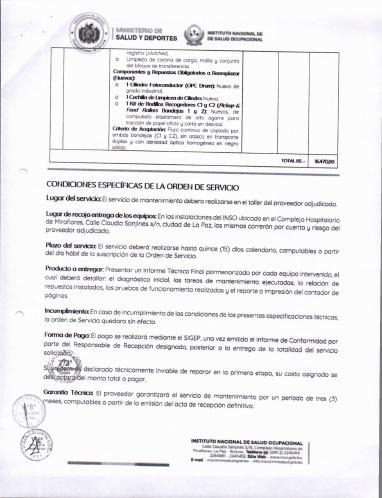 MINISTERIO DE
SALUD Y DEPORTES
INSTITUTO NACIONAL DE
DE SALUD OCUPACIONAL
registro (clutches).
o Limpieza de corona de carga, malla y conjunto
del bloque de transferencias.
Componentes y Repuestos Obligatorios a Reemplazar
(Nuevos):
o 1 Cilindro Fotoconductor (OPC Drum): Nuevo de
grado industrial.
o 1 Cuchilla de Limpieza de Cilindro: Nueva.
o 1 Kit de Rodillos Recogedores C1 y C2 (Pickup &
Feed Rollers Bandejas 1 y 2): Nuevos, de
compuesto elastómero de alto agarre para
tracción de papel oficio y carta sin desvíos.
Criterio de Aceptación: Flujo continuo de copiado por
ambas bandejas (C1 y C2), sin atasco en transporte
dúplex y con densidad óptica homogénea en negro
sólido.
TOTAL BS.- 16.470,00
CONDICIONES ESPECÍFICAS DE LA ORDEN DE SERVICIO
Lugar del servicio: El servicio de mantenimiento deberá realizarse en el taller del proveedor adjudicado.
Lugar de recojo entrega de los equipos: En las instalaciones del INSO ubicado en el Complejo Hospitalario
de Miraflores, Calle Claudio Sanjinés s/n, ciudad de La Paz, los mismos correrán por cuenta y riesgo del
proveedor adjudicado.
Plazo del servicio: El servicio deberá realizarse hasta quince (15) días calendario, computables a partir
del día hábil de la suscripción de la Orden de Servicio.
Producto a entregar: Presentar un Informe Técnico Final pormenorizado por cada equipo intervenido, el
cual deberá detallar: el diagnóstico inicial, las tareas de mantenimiento ejecutadas, la relación de
repuestos instalados, las pruebas de funcionamiento realizadas y el reporte o impresión del contador de
páginas.
Incumplimiento: En caso de incumplimiento de las condiciones de las presentes especificaciones técnicas,
la orden de Servicio quedara sin efecto.
Forma de Pago: El pago se realizará mediante el SIGEP, una vez emitido el Informe de Conformidad por
parte del Responsable de Recepción designado, posterior a la entrega de la totalidad del servicio
solicitado.
declarado técnicamente inviable de reparar en la primera etapa, su costo asignado se
descontará del monto total a pagar.
Garantía Técnica: El proveedor garantizará el servicio de mantenimiento por un periodo de tres (3)
meses, computables a partir de la emisión del acta de recepción definitiva.
INSTITUTO NACIONAL DE SALUD OCUPACIONAL
Calle Claudio Sanjinés S/N, Complejo Hospitalario de
Miraflores, La Paz - Bolivia.